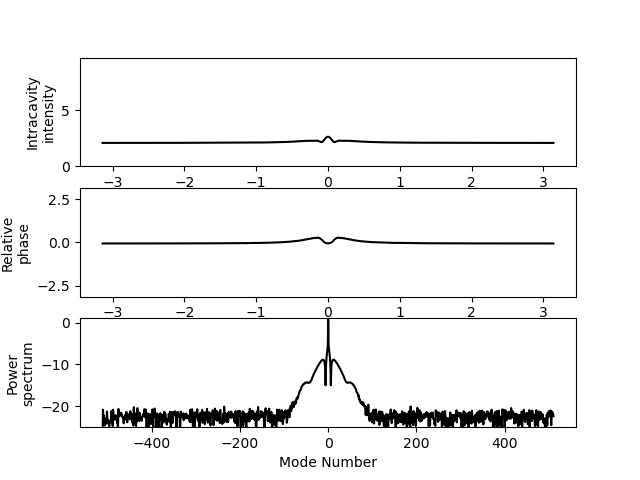 Intracavity
intensity
5
0
−3 −2 −1 0 1 2 3
Relative
phase
2.5
0.0
−2.5
−3 −2 −1 0 1 2 3
Power
spectrum
0
−10
−20
−400 −200 0 200 400
Mode Number